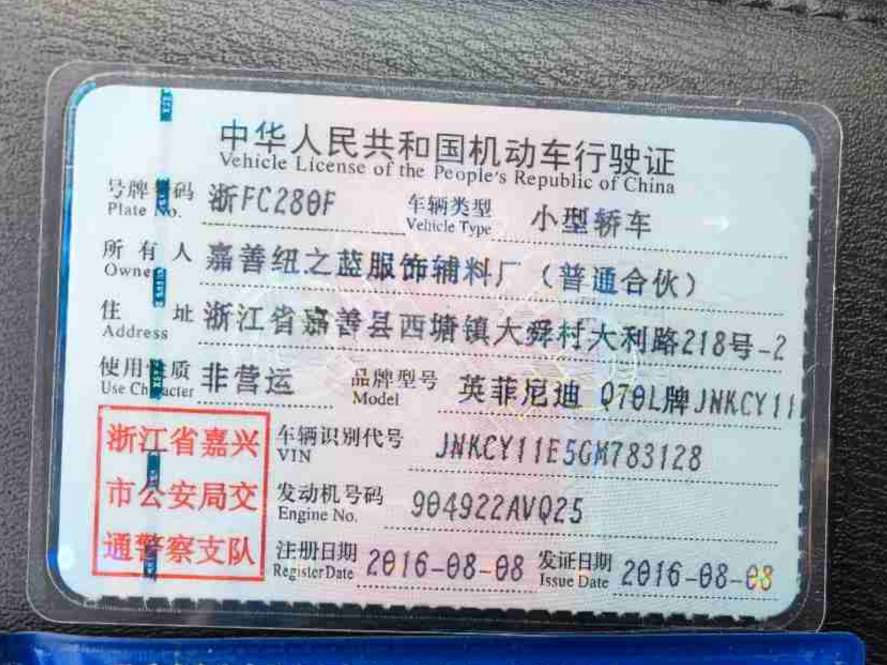 中华人民共和国机动车行驶证
Vehicle License of the People's Republic of China
号牌号码 浙FC280F 车辆类型 小型轿车
Plate No. Vehicle Type
所有人 嘉善纽之蓝服饰辅料厂（普通合伙）
Owner
住址 浙江省嘉善县西塘镇大舜村大利路218号-2
Address
使用性质 非营运 品牌型号 英菲尼迪 Q70L牌JNKCY11
Use Character Model
浙江省嘉兴
市公安局交
通警察支队
车辆识别代号 JNKCY11E5GM783128
VIN
发动机号码 904922AVQ25
Engine No.
注册日期 2016-08-08 发证日期 2016-08-08
Register Date Issue Date